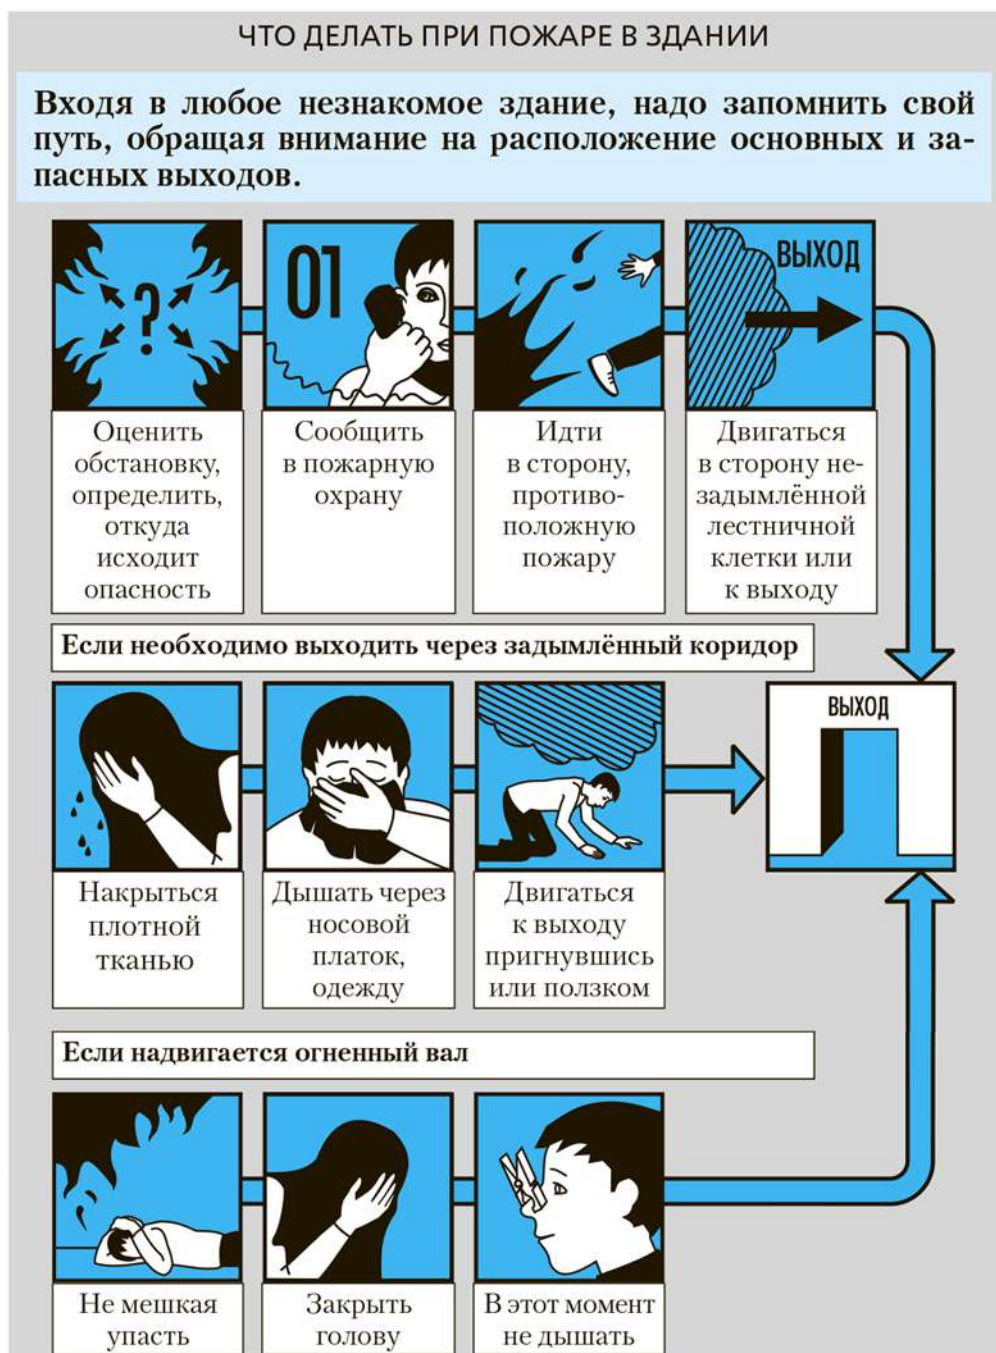 ЧТО ДЕЛАТЬ ПРИ ПОЖАРЕ В ЗДАНИИ
Входя в любое незнакомое здание, надо запомнить свой
путь, обращая внимание на расположение основных и за-
пасных выходов.
?
01
ВЫХОД
Оценить
обстановку,
определить,
откуда
исходит
опасность
Сообщить
в пожарную
охрану
Идти
в сторону,
противо-
положную
пожару
Двигаться
в сторону не-
задымлённой
лестничной
клетки или
к выходу
Если необходимо выходить через задымлённый коридор
ВЫХОД
Накрыться
плотной
тканью
Дышать через
носовой
платок,
одежду
Двигаться
к выходу
пригнувшись
или ползком
Если надвигается огненный вал
Не мешкая
упасть
Закрыть
голову
В этот момент
не дышать